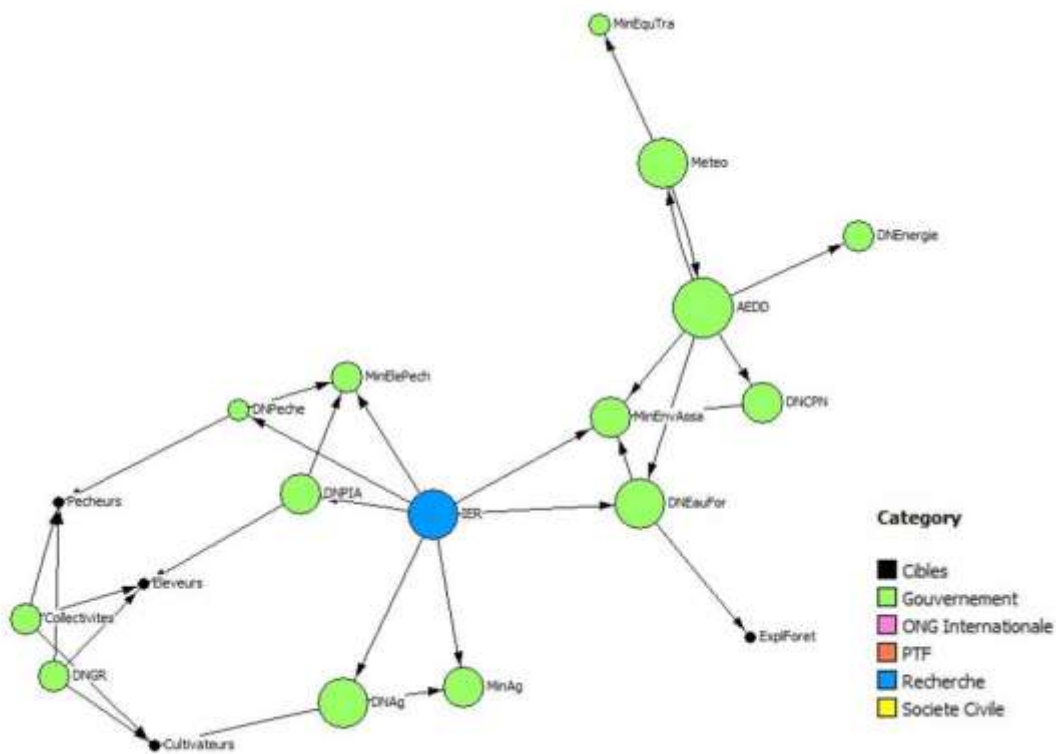 MinEquTra
Meteo
DNEnergie
AEDD
MinElePech
DNPeche
MinEnvAssa
DNCPN
DNPIA
Pecheurs
IER
DNEauFor
Category
Eleveurs
Cibles
Collectivites
Gouvernement
ExplForet
ONG Internationale
DNGR
PTF
MinAg
Recherche
DNAg
Societe Civile
Cultivateurs